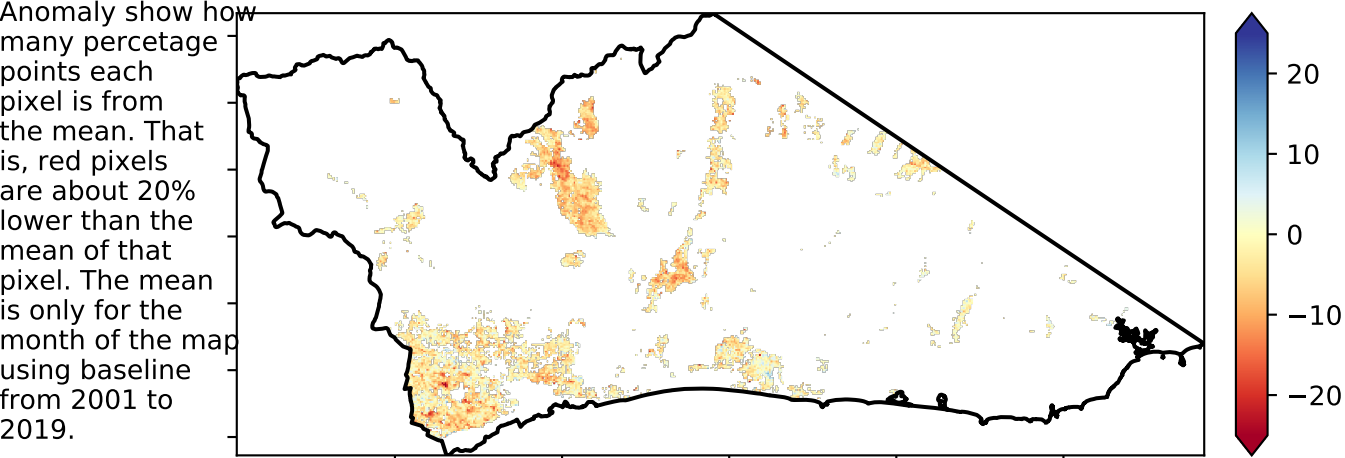 Anomaly show how
many percetage
points each
pixel is from
the mean. That
is, red pixels
are about 20%
lower than the
mean of that
pixel. The mean
is only for the
month of the map
using baseline
from 2001 to
2019.
20
10
0
−10
−20